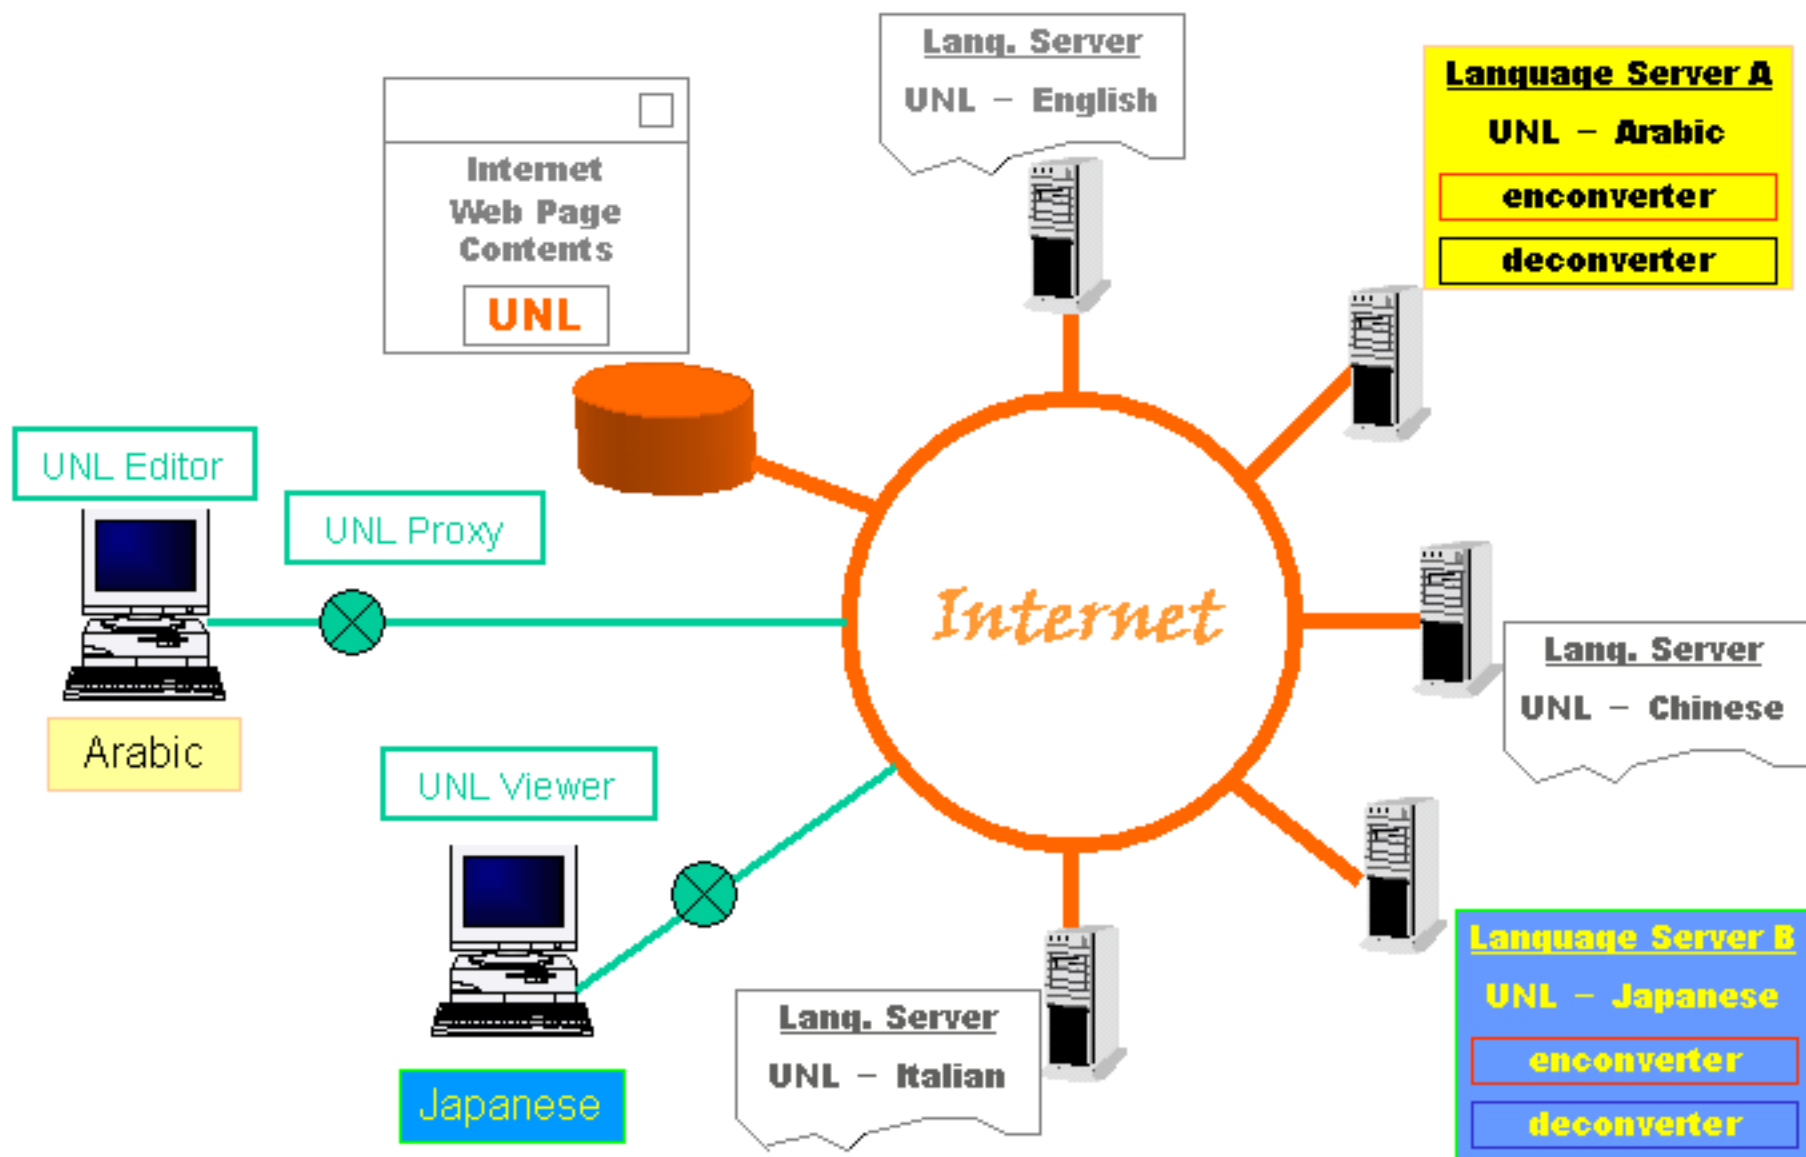 Lang. Server
UNL – English
Language Server A
UNL – Arabic
enconverter
deconverter
Internet
Web Page
Contents
UNL
UNL Editor
UNL Proxy
Internet
Arabic
Lang. Server
UNL – Chinese
UNL Viewer
Japanese
Lang. Server
UNL – Italian
Language Server B
UNL – Japanese
enconverter
deconverter